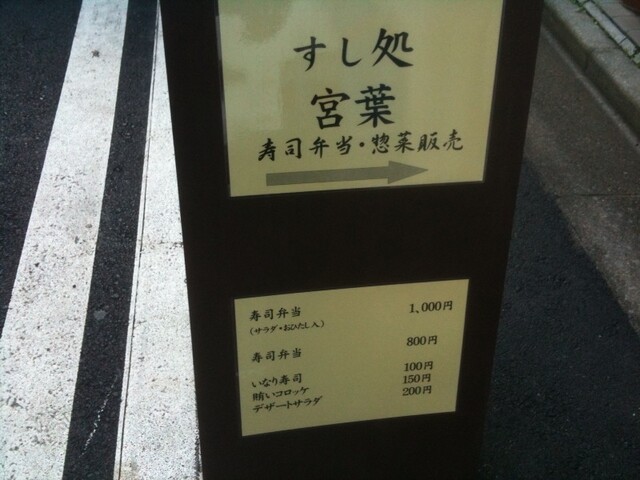 すし処
宮葉
寿司弁当・惣菜販売
寿司弁当 1,000円
(サラダ・おひたし入)
寿司弁当 800円
いなり寿司 100円
賄いコロッケ 150円
デザートサラダ 200円